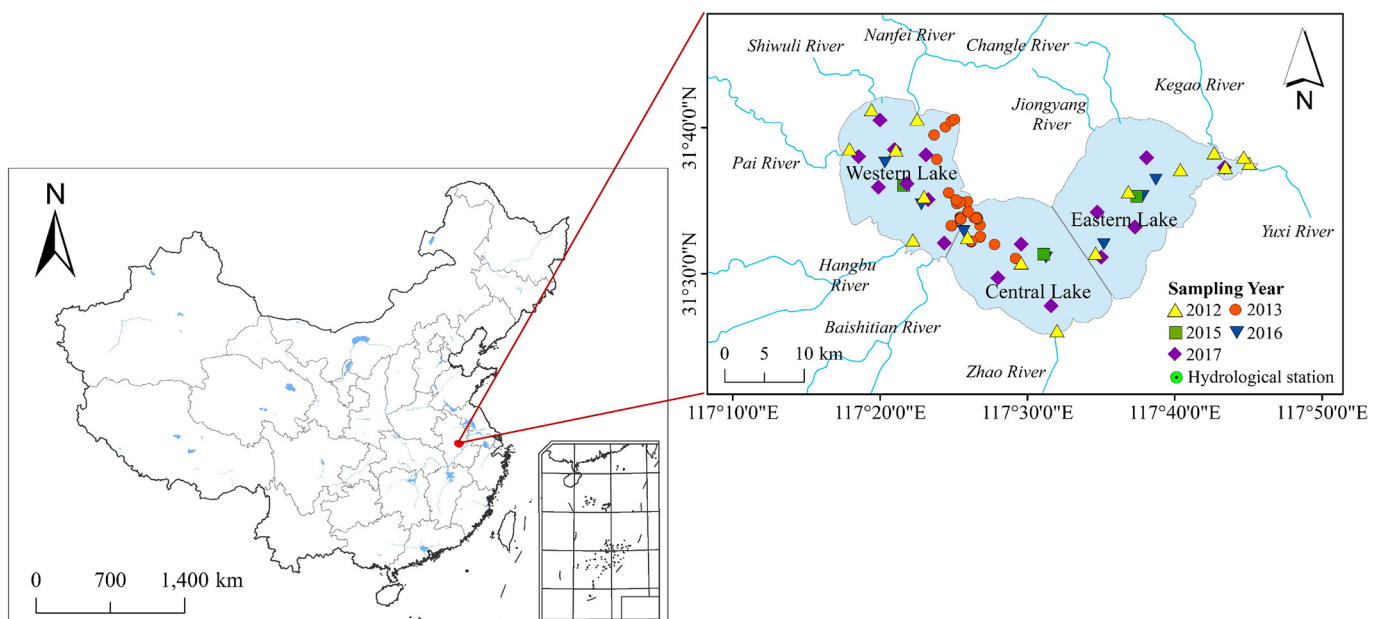 N
0 700 1,400 km
Shiwuli River
Nanfei River
Changle River
Kegao River
Jiongyang
River
Pai River
Western Lake
Eastern Lake
Central Lake
Yuxi River
Hangbu
River
Baishitian River
Zhao River
N
Sampling Year
2012 2013
2015 2016
2017
Hydrological station
0 5 10 km
31°40'0"N
31°30'0"N
117°10'0"E 117°20'0"E 117°30'0"E 117°40'0"E 117°50'0"E